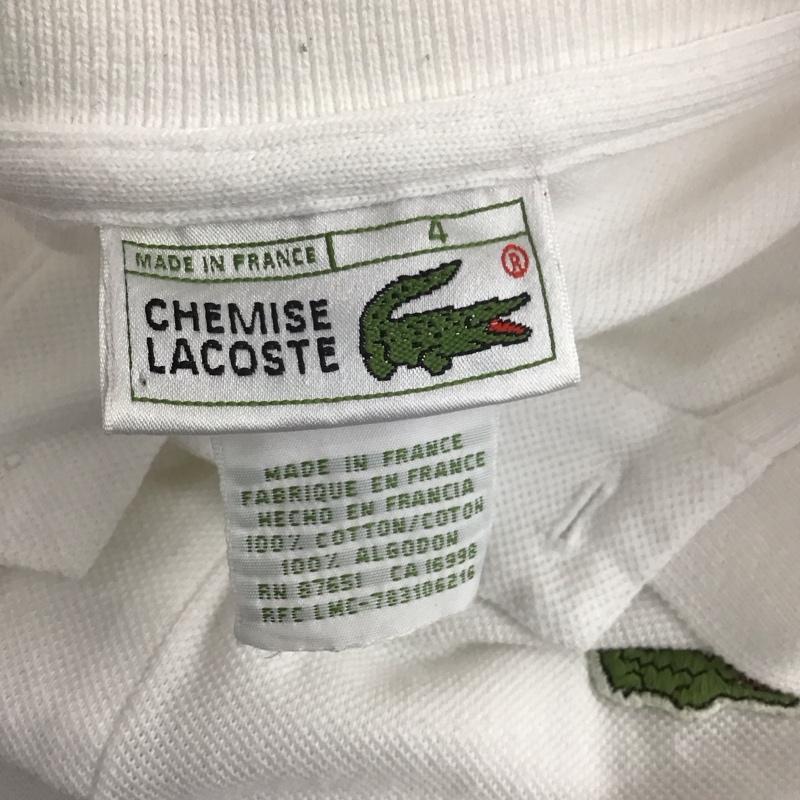 MADE IN FRANCE 4
®
CHEMISE
LACOSTE
MADE IN FRANCE
FABRIQUE EN FRANCE
HECHO EN FRANCIA
100% COTTON/COTON
100% ALGODON
RN 87651 CA 16998
RFC LMC-783106216